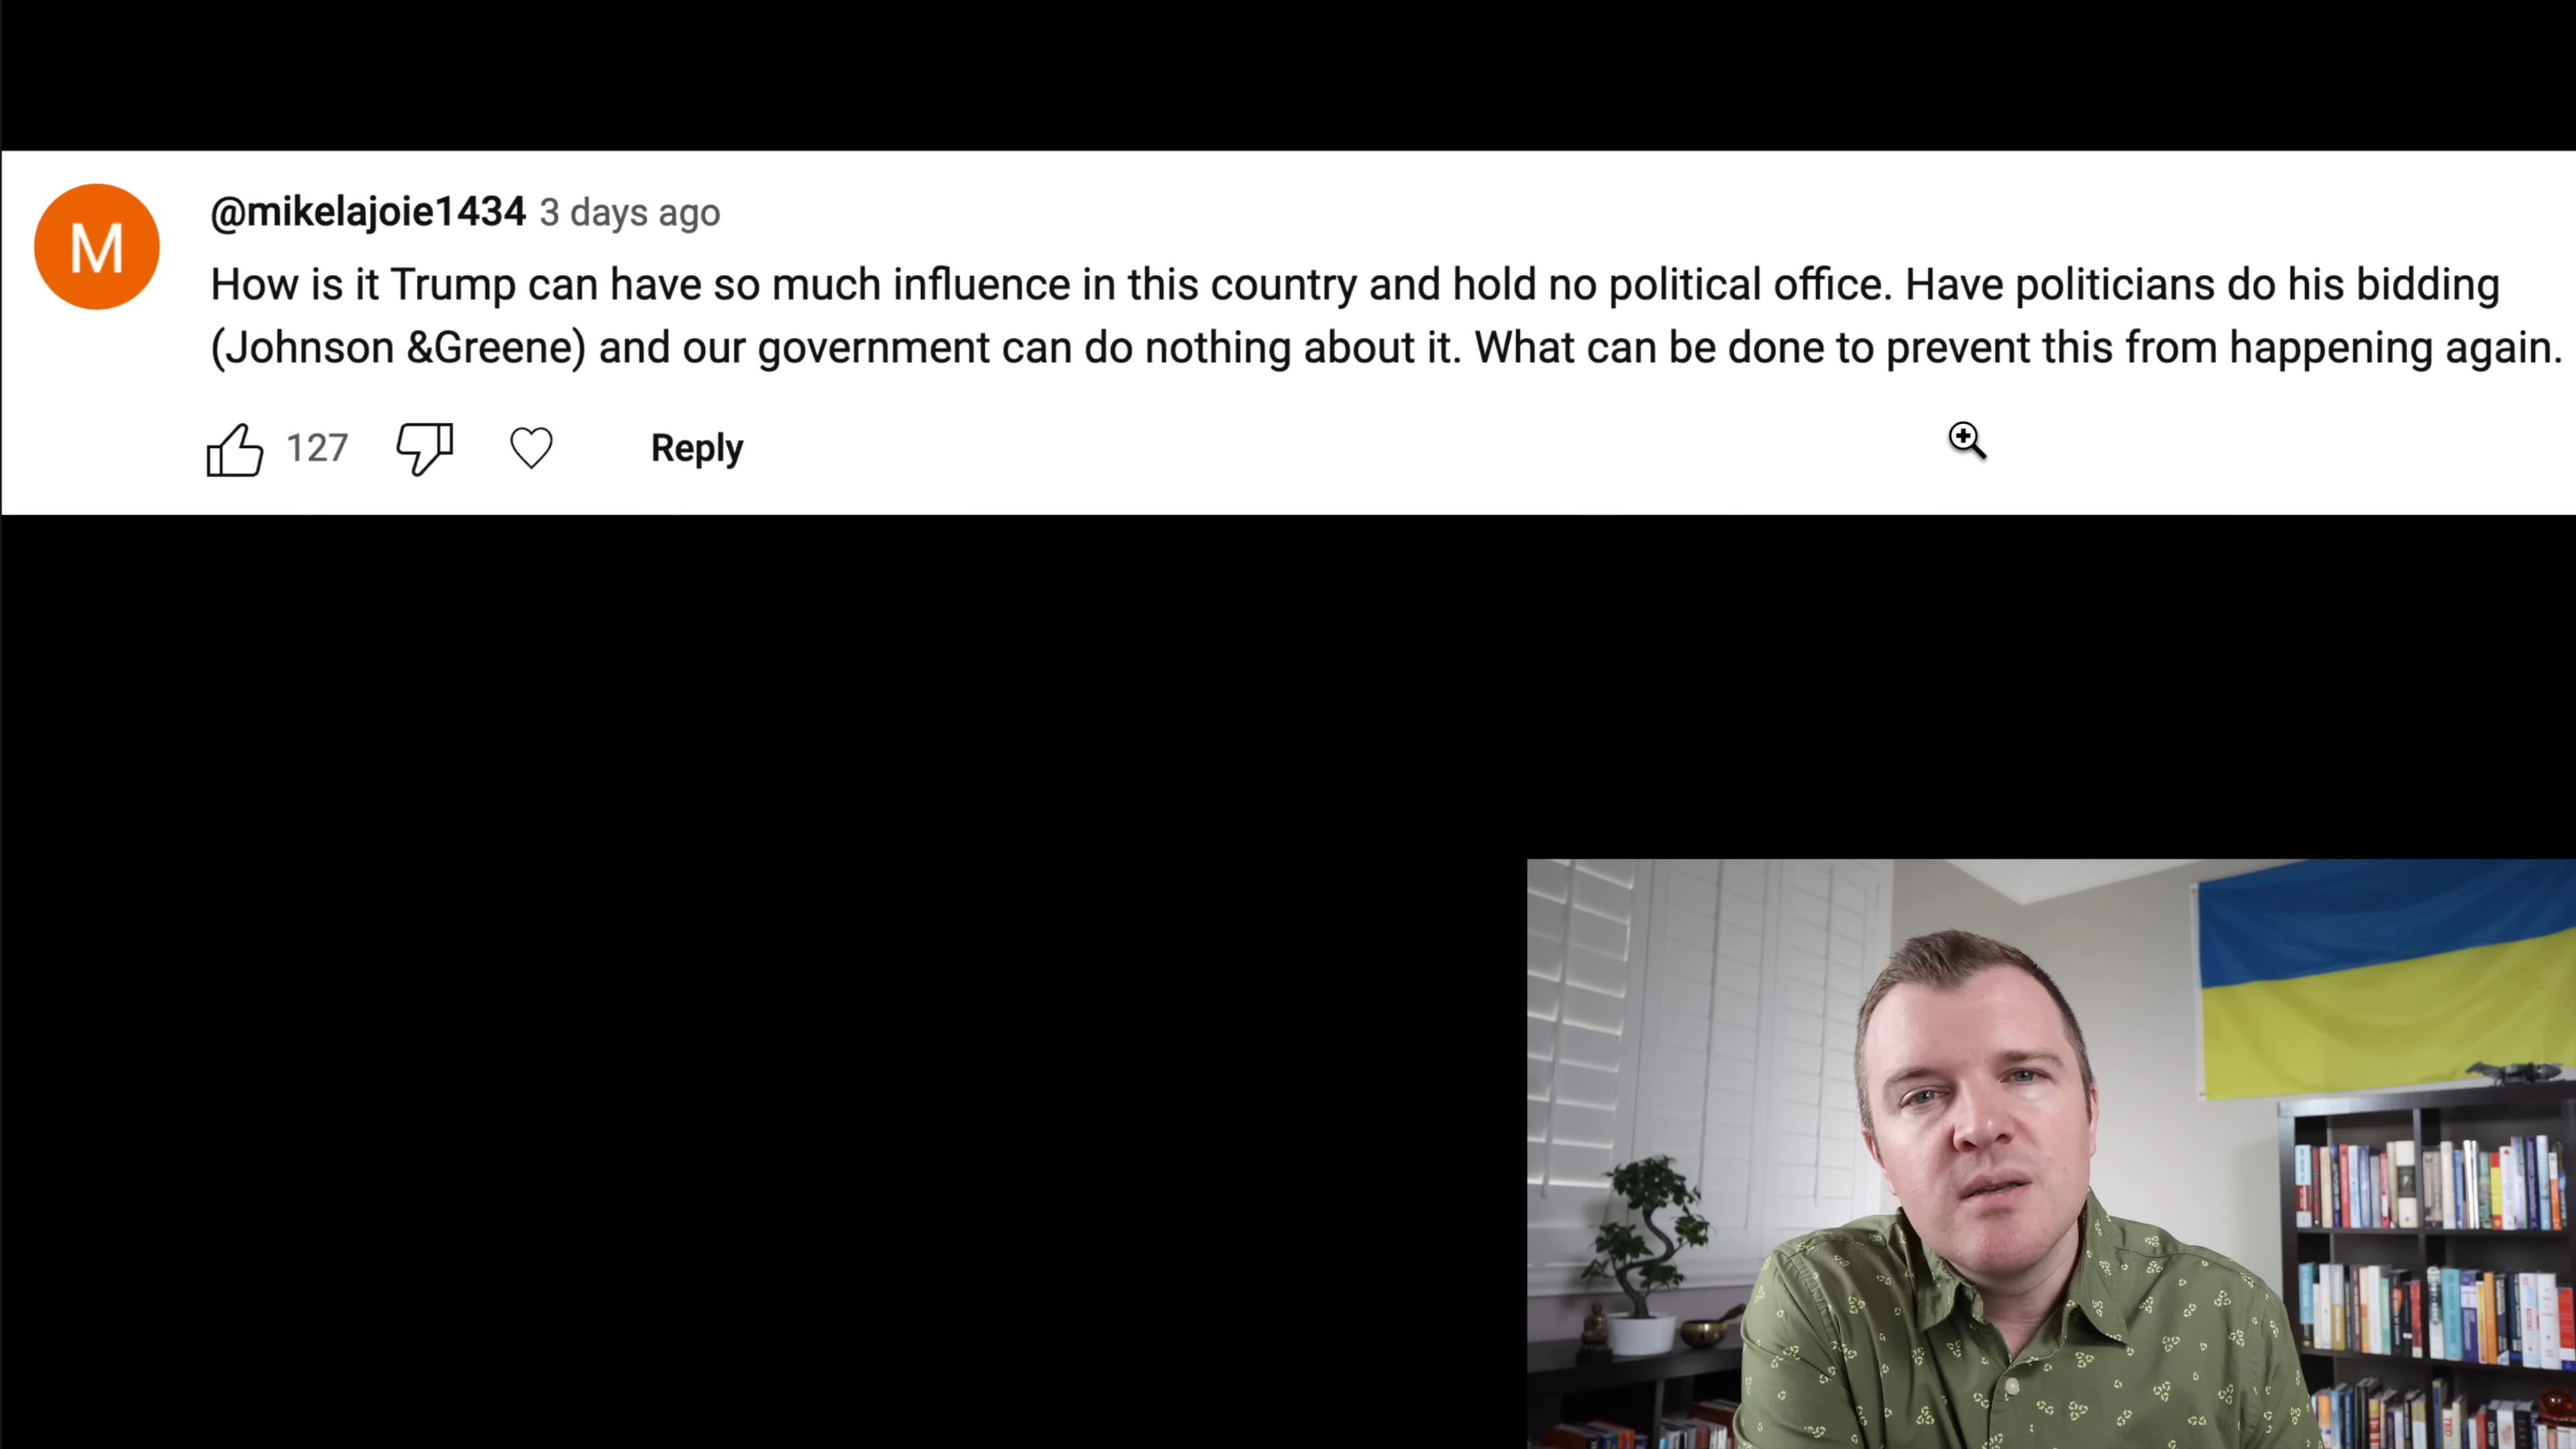 M
@mikelajoie1434 3 days ago
How is it Trump can have so much influence in this country and hold no political office. Have politicians do his bidding
(Johnson &Greene) and our government can do nothing about it. What can be done to prevent this from happening again.
127 Reply